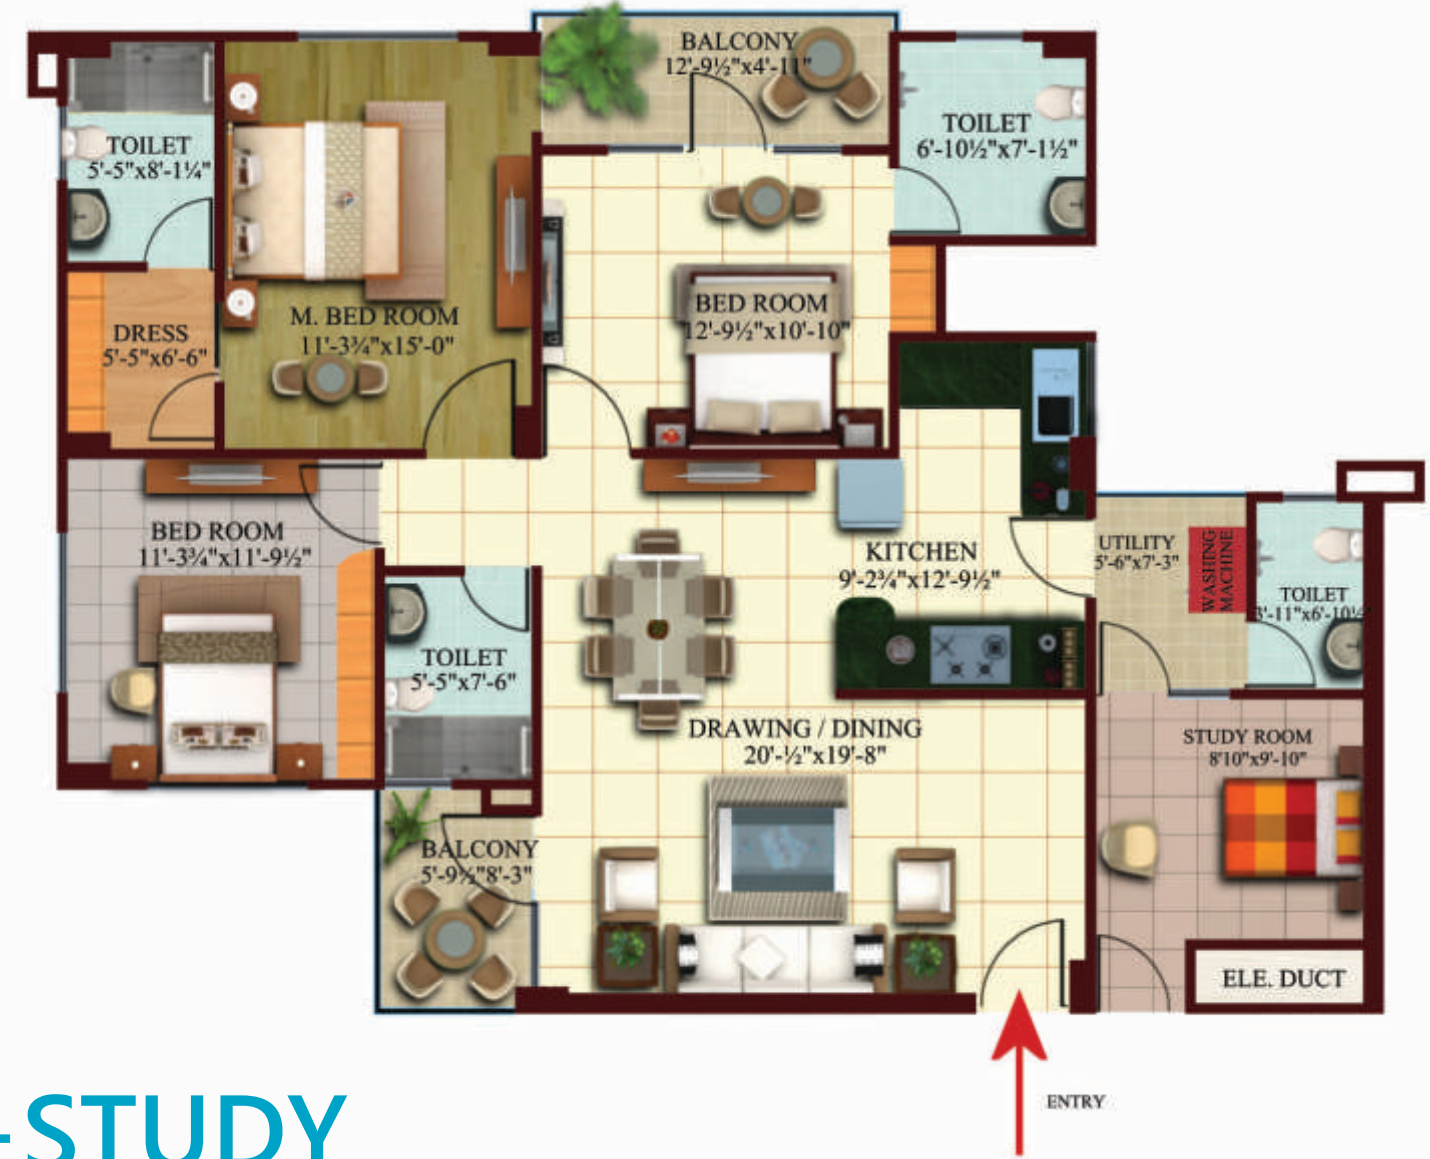 BALCONY
12'-9½"x4'-11"
TOILET
5'-5"x8'-1¼"
TOILET
6'-10½"x7'-1½"
M. BED ROOM
11'-3¾"x15'-0"
DRESS
5'-5"x6'-6"
BED ROOM
12'-9½"x10'-10"
BED ROOM
11'-3¾"x11'-9½"
KITCHEN
9'-2¾"x12'-9½"
UTILITY
5'-6"x7'-3"
WASHING
MACHINE
TOILET
TOILET
5'-5"x7'-6"
DRAWING / DINING
20'-½"x19'-8"
STUDY ROOM
8'10"x9'-10"
BALCONY
5'-9½"8'-3"
ELE. DUCT
ENTRY
-STUDY